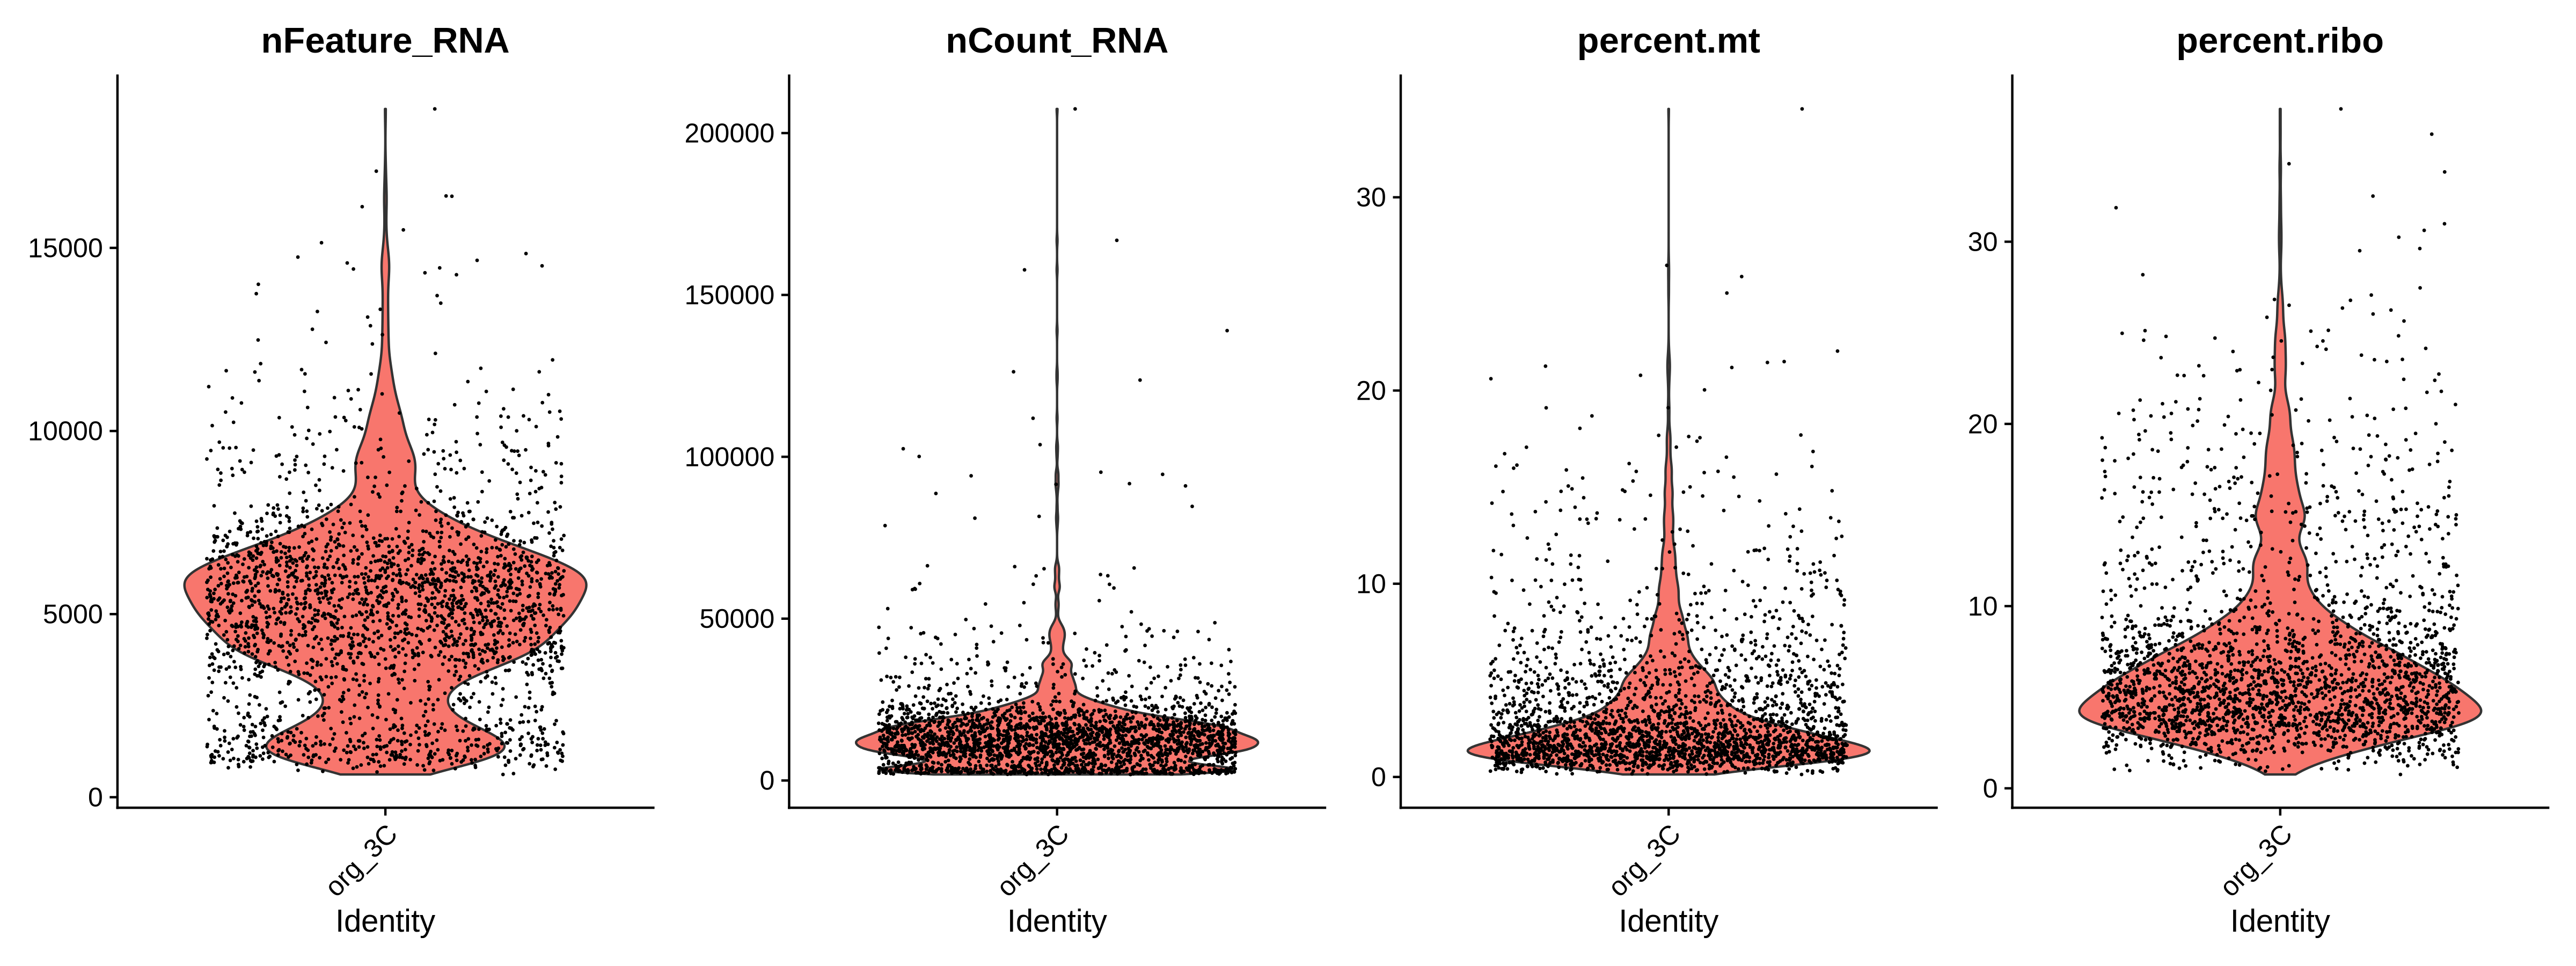 nFeature_RNA
15000
10000
5000
0
org_3C
Identity
nCount_RNA
200000
150000
100000
50000
0
org_3C
Identity
percent.mt
30
20
10
0
org_3C
Identity
percent.ribo
30
20
10
0
org_3C
Identity